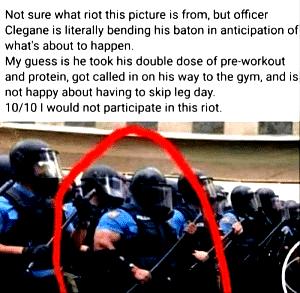 Not sure what riot this picture is from, but officer
Clegane is literally bending his baton in anticipation of
what's about to happen.
My guess is he took his double dose of pre-workout
and protein, got called in on his way to the gym, and is
not happy about having to skip leg day.
10/10 I would not participate in this riot.